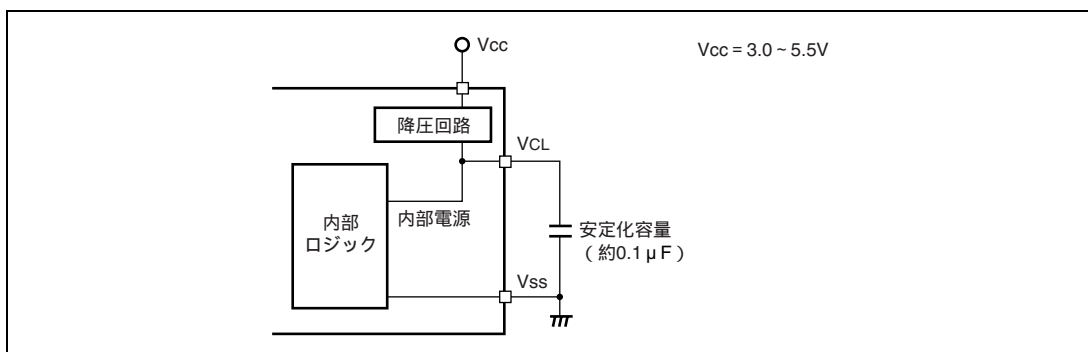 Vcc
Vcc = 3.0 ~ 5.5V
降圧回路
VCL
内部
ロジック
内部電源
安定化容量
（約0.1μF）
Vss